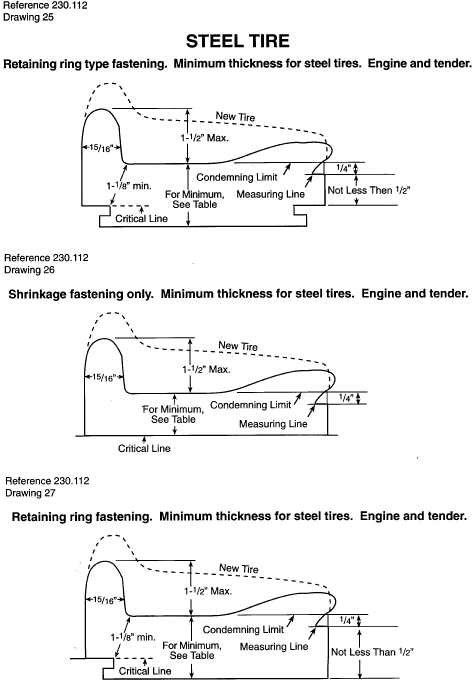 Reference 230.112
Drawing 25
STEEL TIRE
Retaining ring type fastening. Minimum thickness for steel tires. Engine and tender.
New Tire
1-1/2" Max.
15/16"
1-1/8" min.
For Minimum,
See Table
Condemning Limit
Measuring Line
1/4"
Not Less Then 1/2"
Critical Line
Reference 230.112
Drawing 26
Shrinkage fastening only. Minimum thickness for steel tires. Engine and tender.
New Tire
1-1/2" Max.
15/16"
For Minimum,
See Table
Condemning Limit
Measuring Line
1/4"
Critical Line
Reference 230.112
Drawing 27
Retaining ring fastening. Minimum thickness for steel tires. Engine and tender.
New Tire
1-1/2" Max.
15/16"
1-1/8" min.
For Minimum,
See Table
Condemning Limit
Measuring Line
1/4"
Not Less Than 1/2"
Critical Line